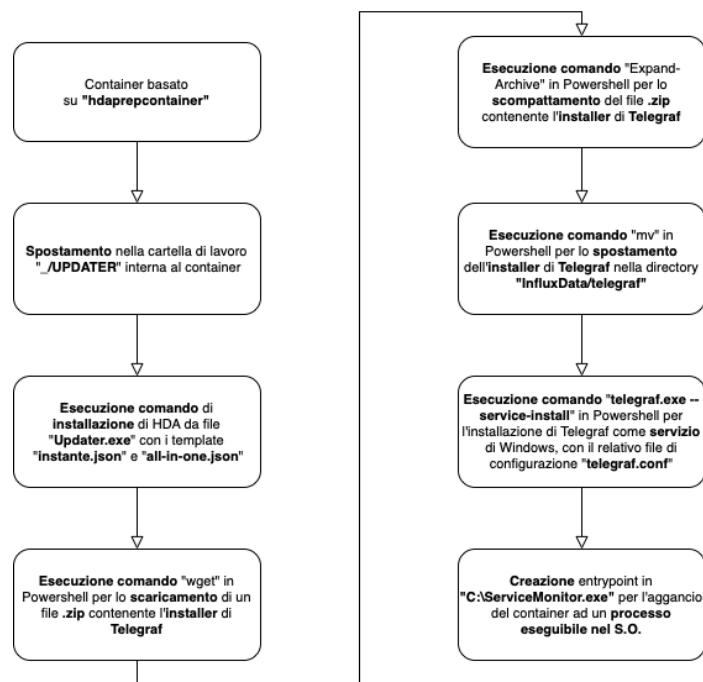 Container basato
su "hdaprepcontainer"
Spostamento nella cartella di lavoro
"_/UPDATER" interna al container
Esecuzione comando di
installazione di HDA da file
"Updater.exe" con i template
"instante.json" e "all-in-one.json"
Esecuzione comando "wget" in
Powershell per lo scaricamento di un
file .zip contenente l'installer di
Telegraf
Esecuzione comando "Expand-
Archive" in Powershell per lo
scompattamento del file .zip
contenente l'installer di Telegraf
Esecuzione comando "mv" in
Powershell per lo spostamento
dell'installer di Telegraf nella directory
"InfluxData/telegraf"
Esecuzione comando "telegraf.exe --
service-install" in Powershell per
l'installazione di Telegraf come servizio
di Windows, con il relativo file di
configurazione "telegraf.conf"
Creazione entrypoint in
"C:\ServiceMonitor.exe" per l'aggancio
del container ad un processo
eseguibile nel S.O.